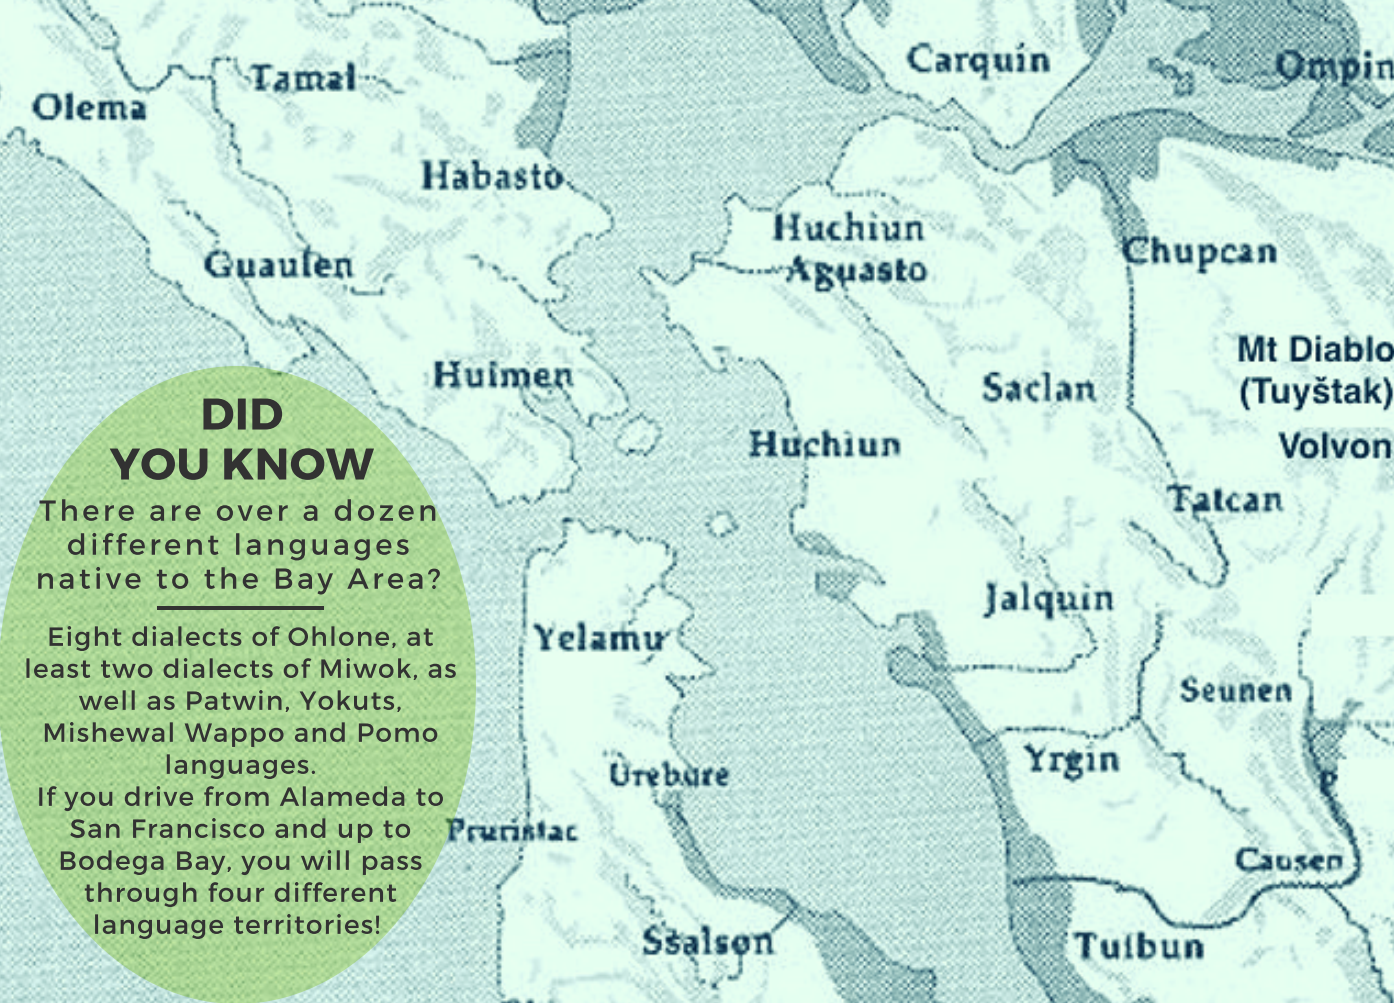 Carquin
Ompin
Tamal
Olema
Habasto
Huchiun
Aguasto
Chupcan
Guaulen
Mt Diablo
(Tuyštak)
Volvon
Huimen
Saclan
Huchiun
Tatcan
DID
YOU KNOW
There are over a dozen
different languages
native to the Bay Area?
Eight dialects of Ohlone, at
least two dialects of Miwok, as
well as Patwin, Yokuts,
Mishewal Wappo and Pomo
languages.
If you drive from Alameda to
San Francisco and up to
Bodega Bay, you will pass
through four different
language territories!
Jalquin
Yelamu
Seunen
Yrgin
Urebure
Pruristac
Causen
Ssalson
Tuibun